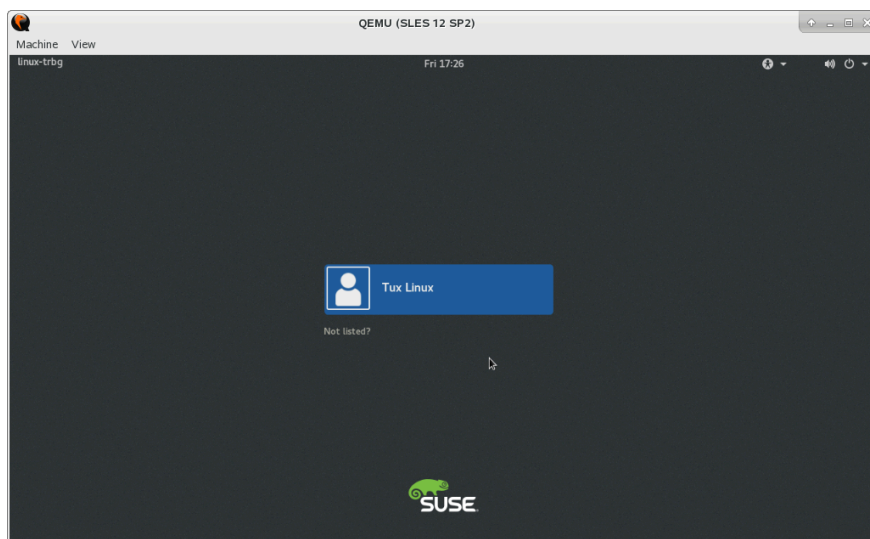 QEMU (SLES 12 SP2)
Machine View
linux-trbg Fri 17:26
Tux Linux
Not listed?
SUSE